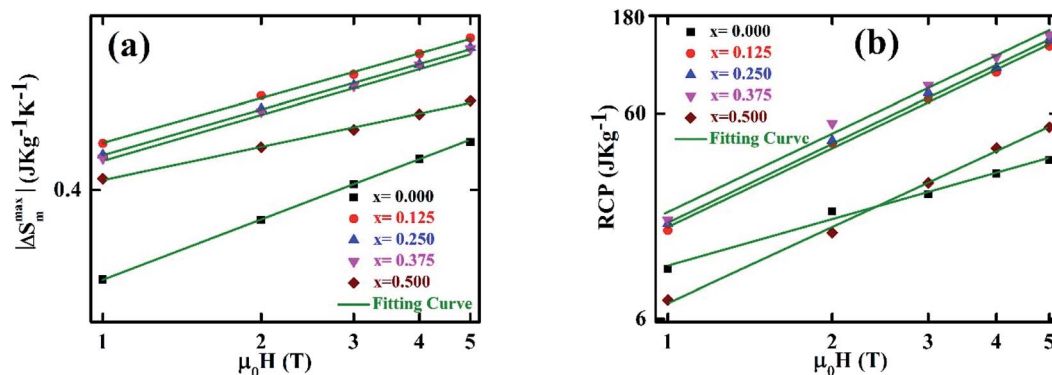 (a)
|ΔSₘᵐᵃˣ| (JKg⁻¹K⁻¹)
0.4
x= 0.000
x= 0.125
x= 0.250
x= 0.375
x=0.500
Fitting Curve
1 2 3 4 5
μ₀H (T)
(b)
RCP (JKg⁻¹)
180
60
6
x= 0.000
x= 0.125
x= 0.250
x= 0.375
x=0.500
Fitting Curve
1 2 3 4 5
μ₀H (T)